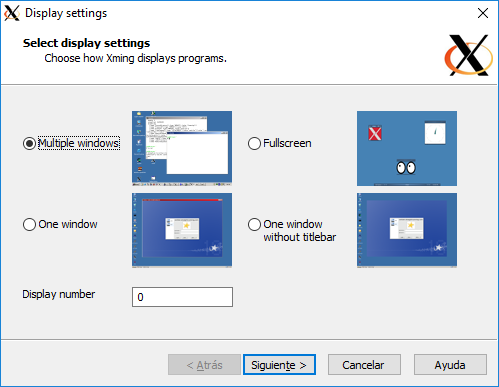 Display settings
Select display settings
Choose how Xming displays programs.
Multiple windows
Fullscreen
One window
One window
without titlebar
Display number
0
< Atrás
Siguiente >
Cancelar
Ayuda